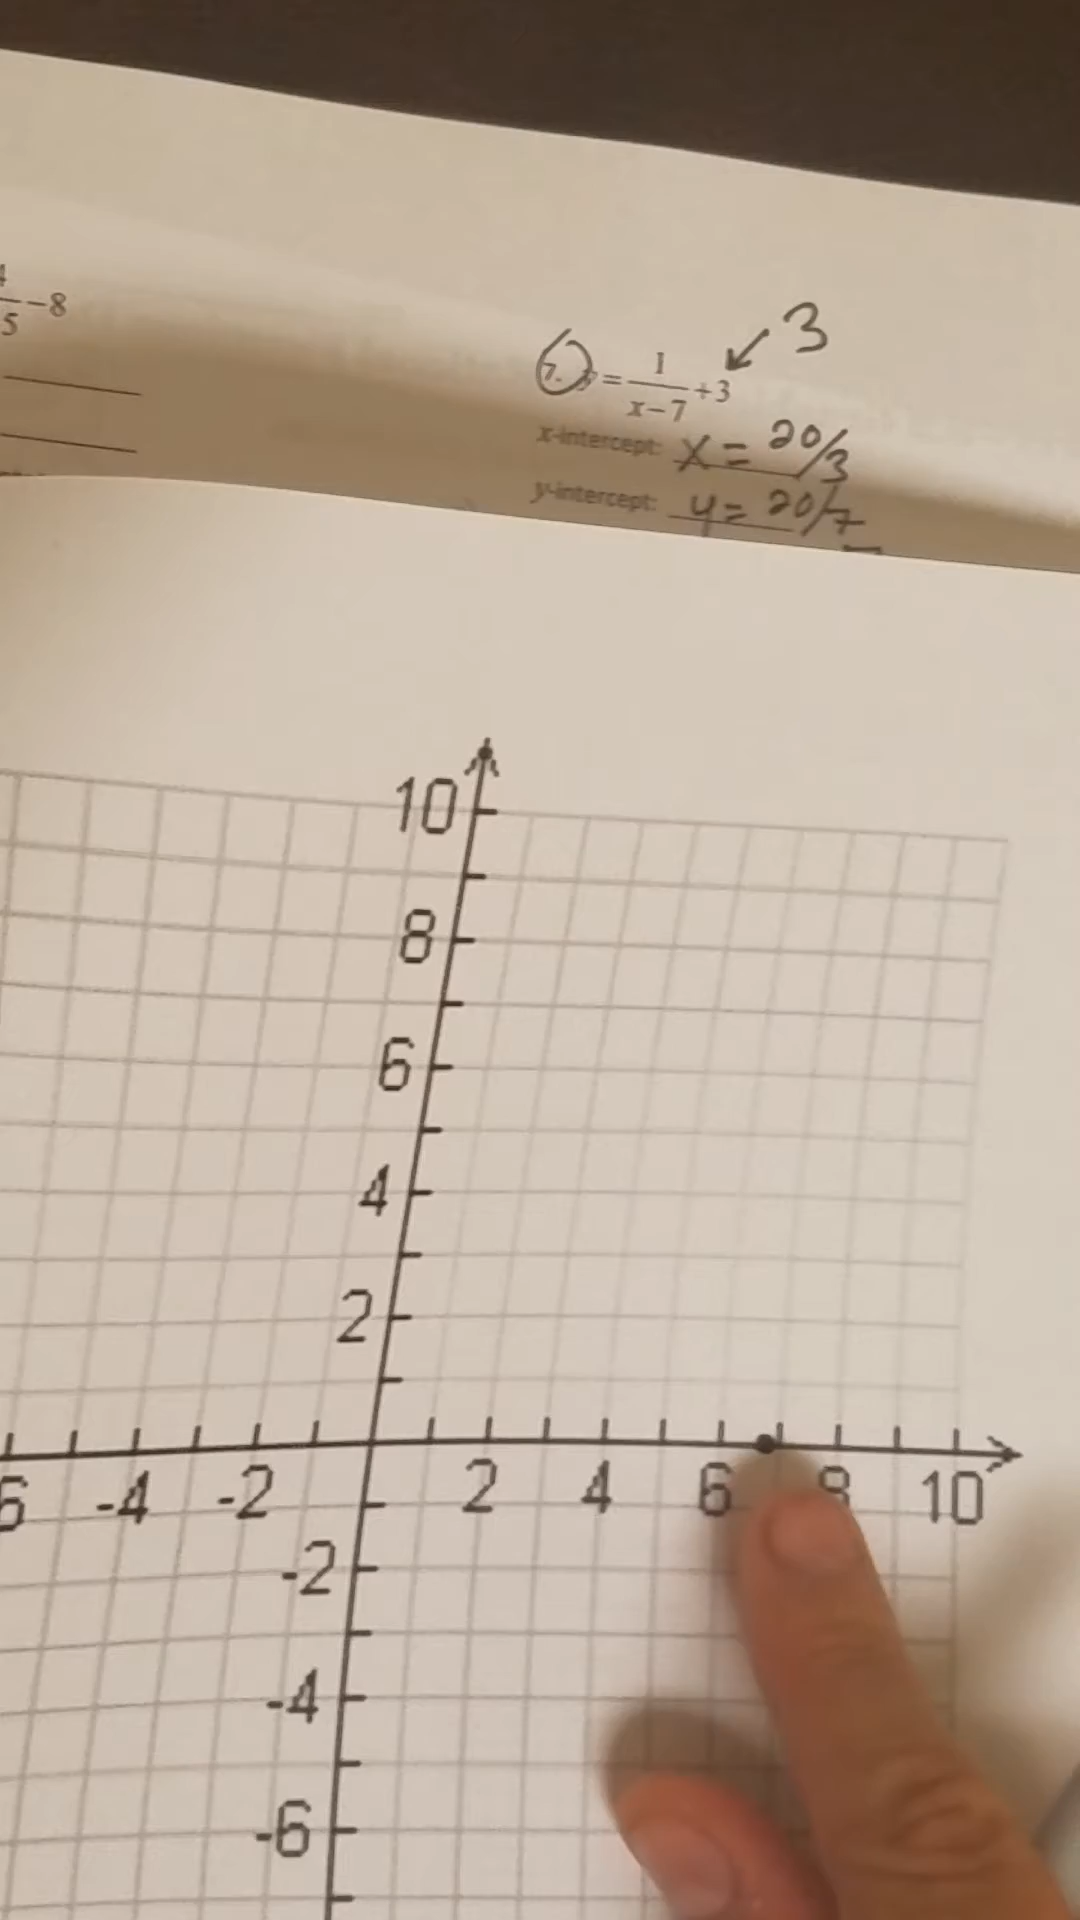 4/5-8
3
7. y = 1/x-7 +3
x-intercept: x = 20/3
y-intercept: y = 20/7
10
8
6
4
2
6 -4 -2 2 4 6 8 10
-2
-4
-6